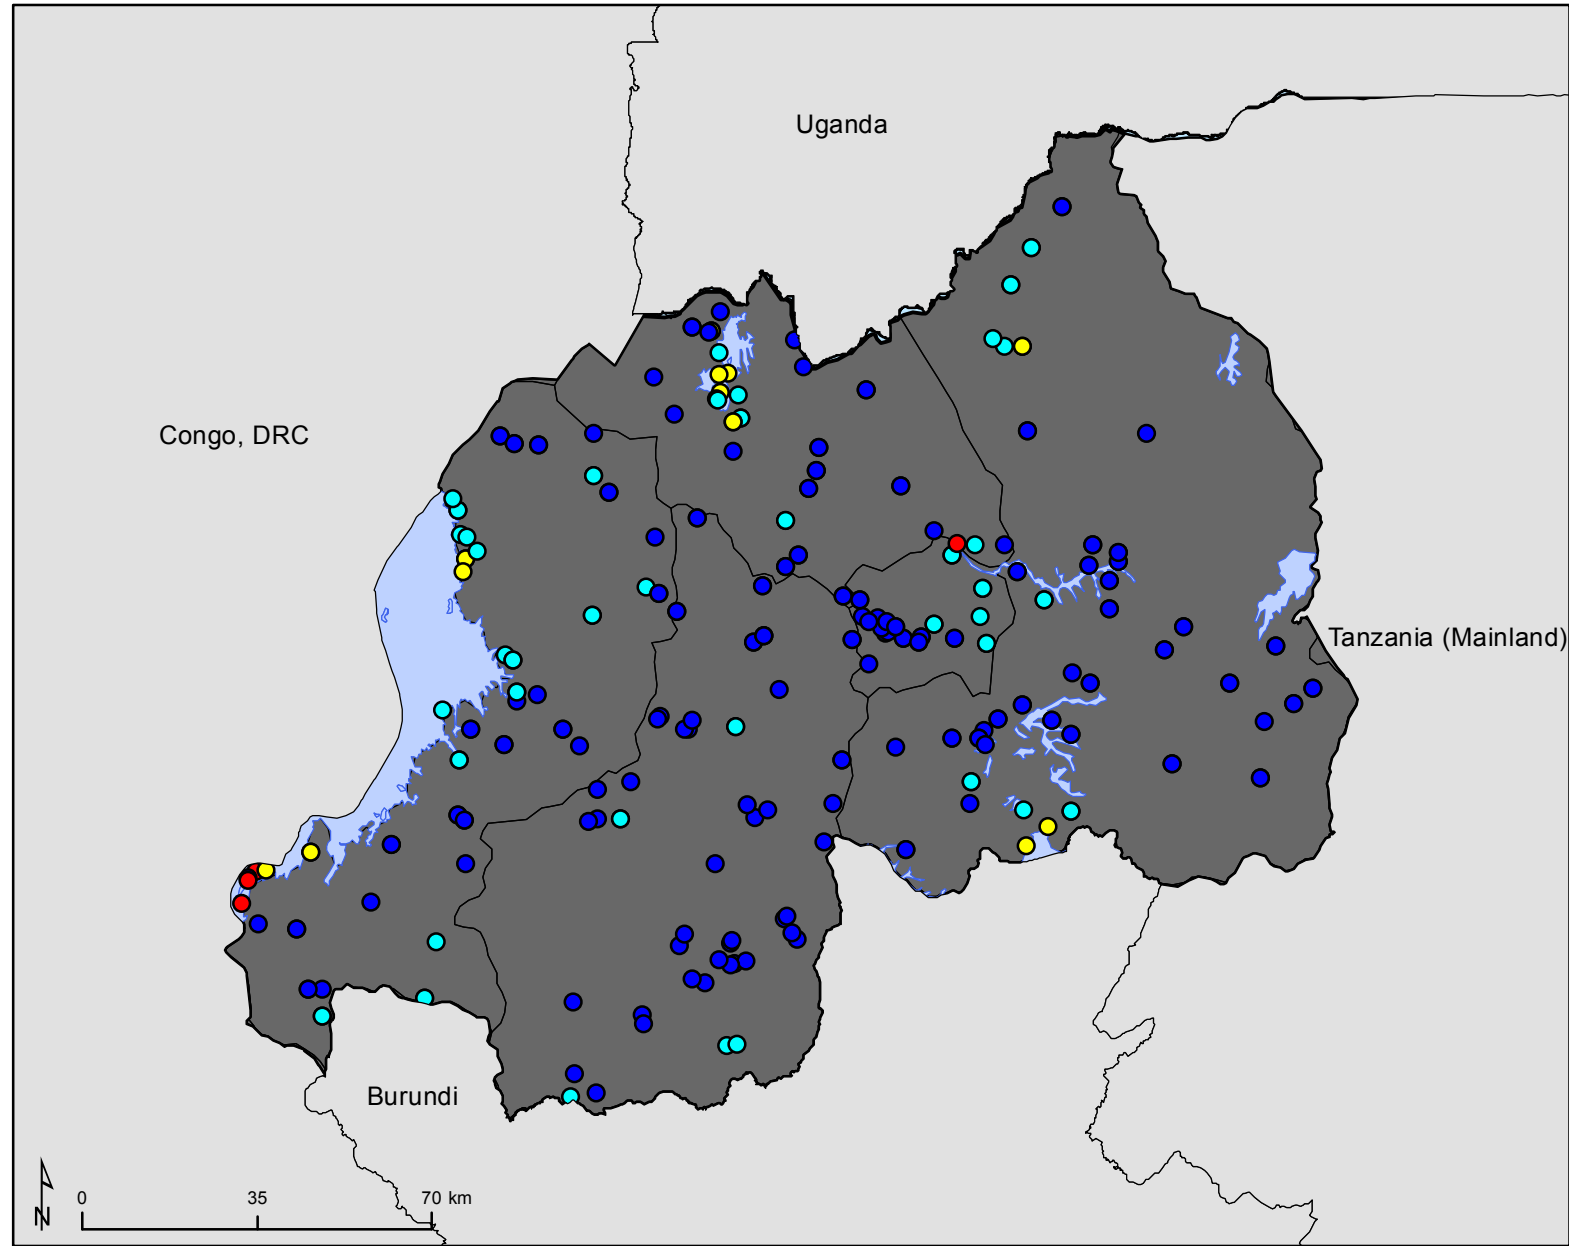 Uganda
Congo, DRC
Tanzania (Mainland)
Burundi
N
0 35 70 km